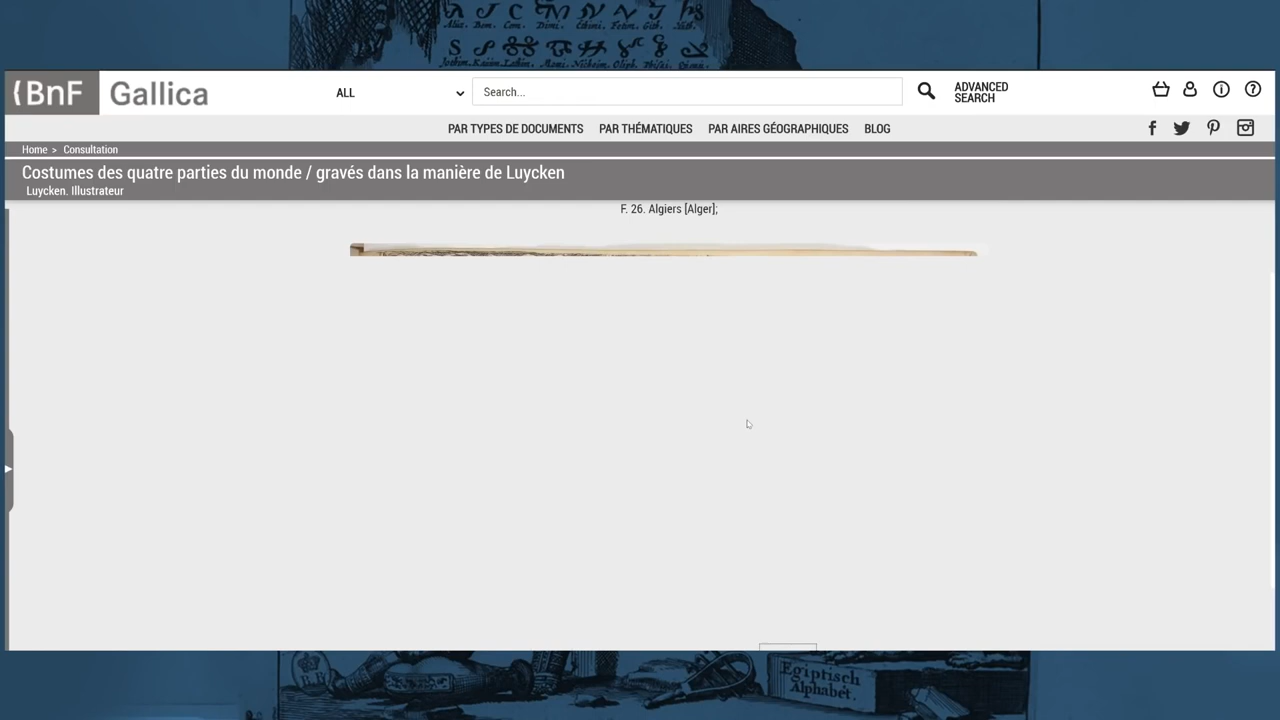 BnF
Gallica
ALL
Search...
ADVANCED
SEARCH
PAR TYPES DE DOCUMENTS
PAR THÉMATIQUES
PAR AIRES GÉOGRAPHIQUES
BLOG
Home > Consultation
Costumes des quatre parties du monde / gravés dans la manière de Luycken
Luycken. Illustrateur
F. 26. Algiers [Alger];
Egiptisch
Alphabet.